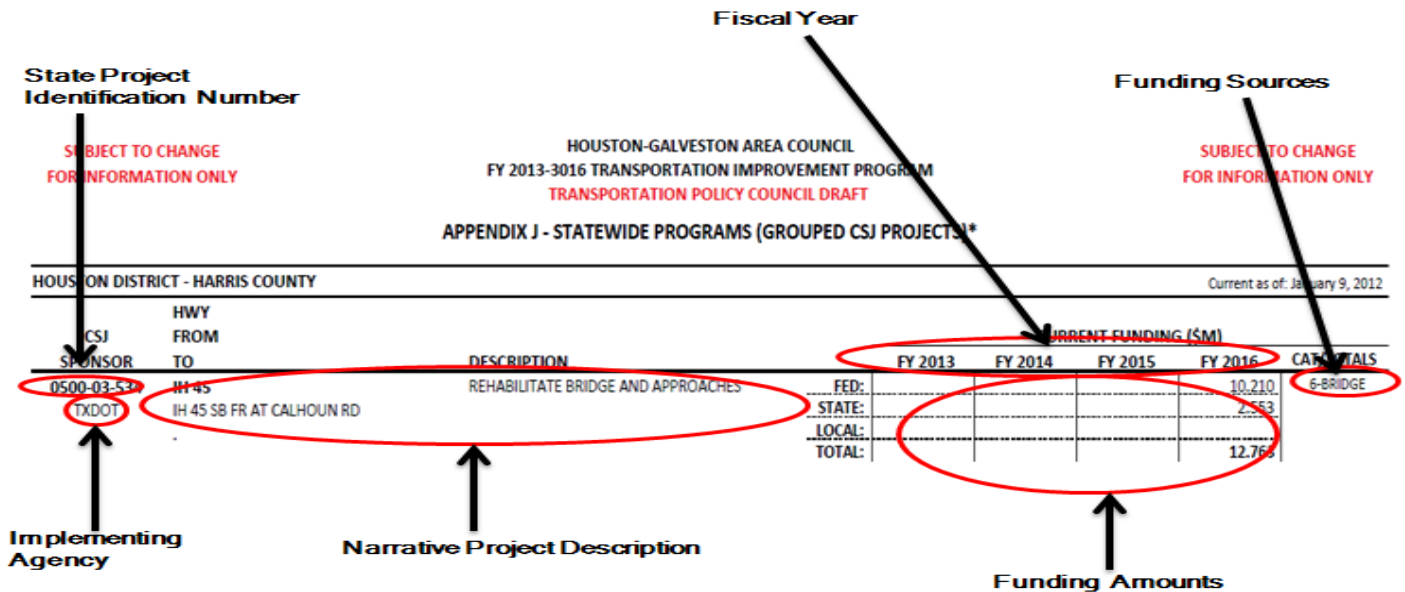 Fiscal Year
State Project
Identification Number
Funding Sources
SUBJECT TO CHANGE
FOR INFORMATION ONLY
HOUSTON-GALVESTON AREA COUNCIL
FY 2013-3016 TRANSPORTATION IMPROVEMENT PROGRAM
TRANSPORTATION POLICY COUNCIL DRAFT
SUBJECT TO CHANGE
FOR INFORMATION ONLY
APPENDIX J - STATEWIDE PROGRAMS (GROUPED CSJ PROJECTS)*
HOUSTON DISTRICT - HARRIS COUNTY Current as of: January 9, 2012
HWY
CSJ FROM CURRENT FUNDING ($M)
SPONSOR TO DESCRIPTION FY 2013 FY 2014 FY 2015 FY 2016
0500-03-534 IH 45 REHABILITATE BRIDGE AND APPROACHES FED: 10.210 6-BRIDGE
TXDOT IH 45 SB FR AT CALHOUN RD STATE: 2.553
- LOCAL:
TOTAL: 12.763
Implementing
Agency
Narrative Project Description
Funding Amounts